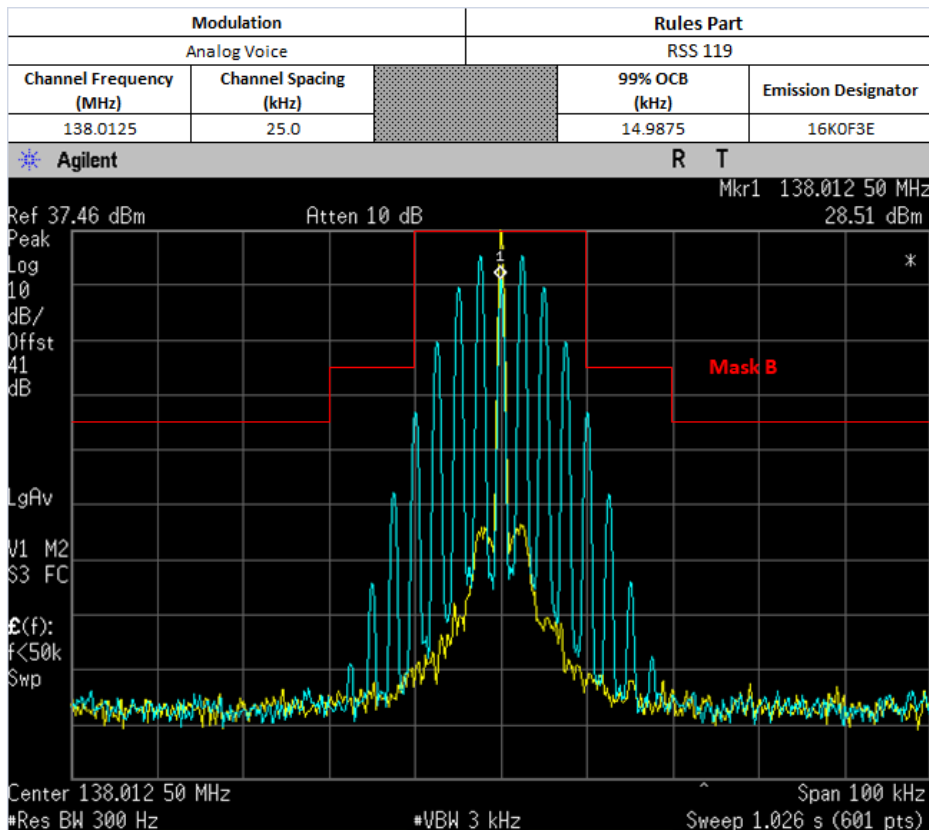 Modulation Rules Part
Analog Voice RSS 119
Channel Frequency (MHz) Channel Spacing (kHz) 99% OCB (kHz) Emission Designator
138.0125 25.0 14.9875 16K0F3E
Agilent R T
Mkr1 138.012 50 MHz
Ref 37.46 dBm Atten 10 dB 28.51 dBm
Peak
Log
10
dB/
Offst
41
dB
1
*
Mask B
LgAv
V1 M2
S3 FC
£(f):
f<50k
Swp
^
Center 138.012 50 MHz Span 100 kHz
#Res BW 300 Hz #VBW 3 kHz Sweep 1.026 s (601 pts)